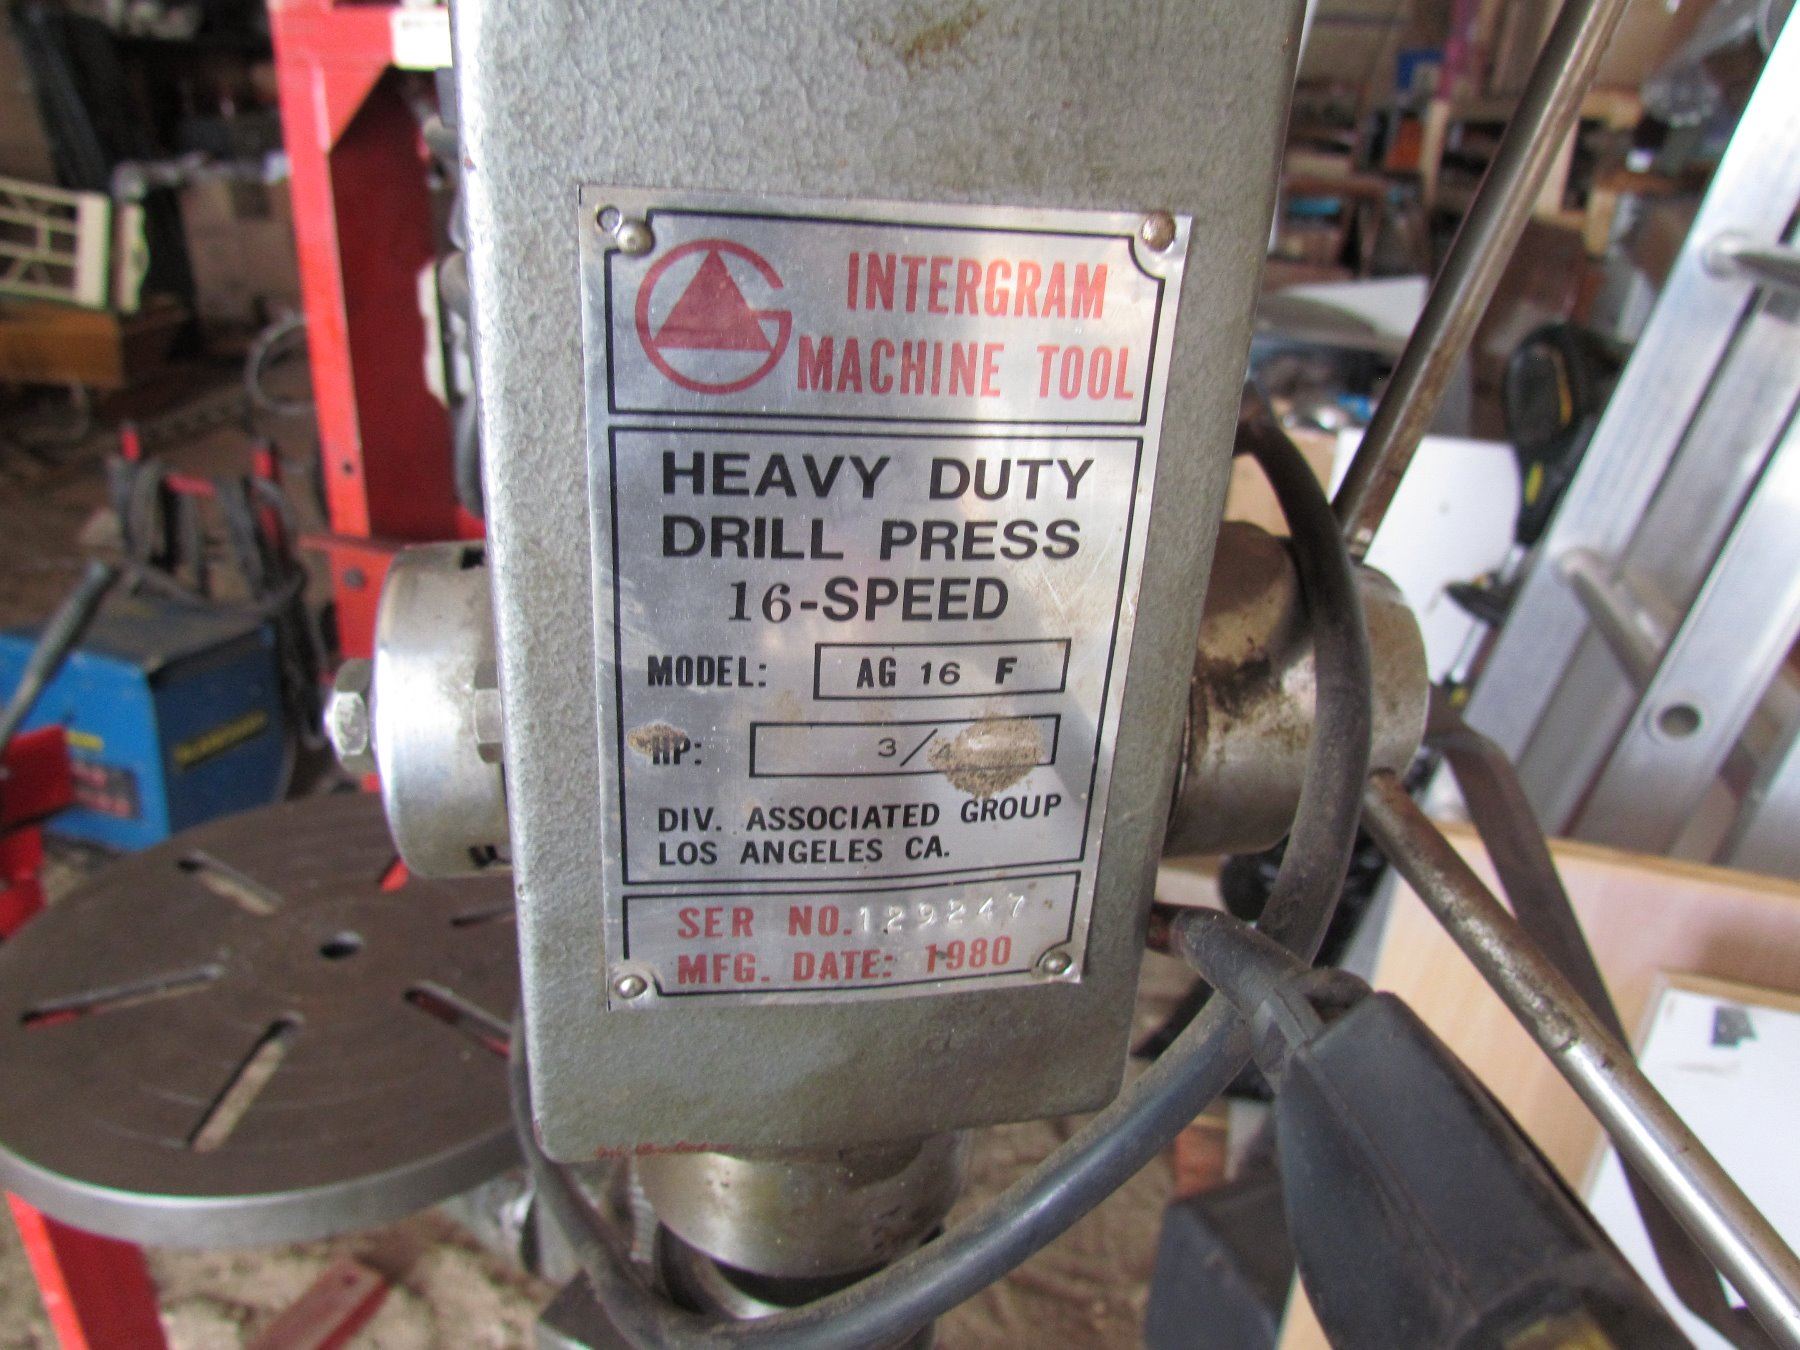 INTERGRAM
MACHINE TOOL
HEAVY DUTY
DRILL PRESS
16-SPEED
MODEL: AG 16 F
HP: 3/4
DIV. ASSOCIATED GROUP
LOS ANGELES CA.
SER NO. 129247
MFG. DATE: 1980